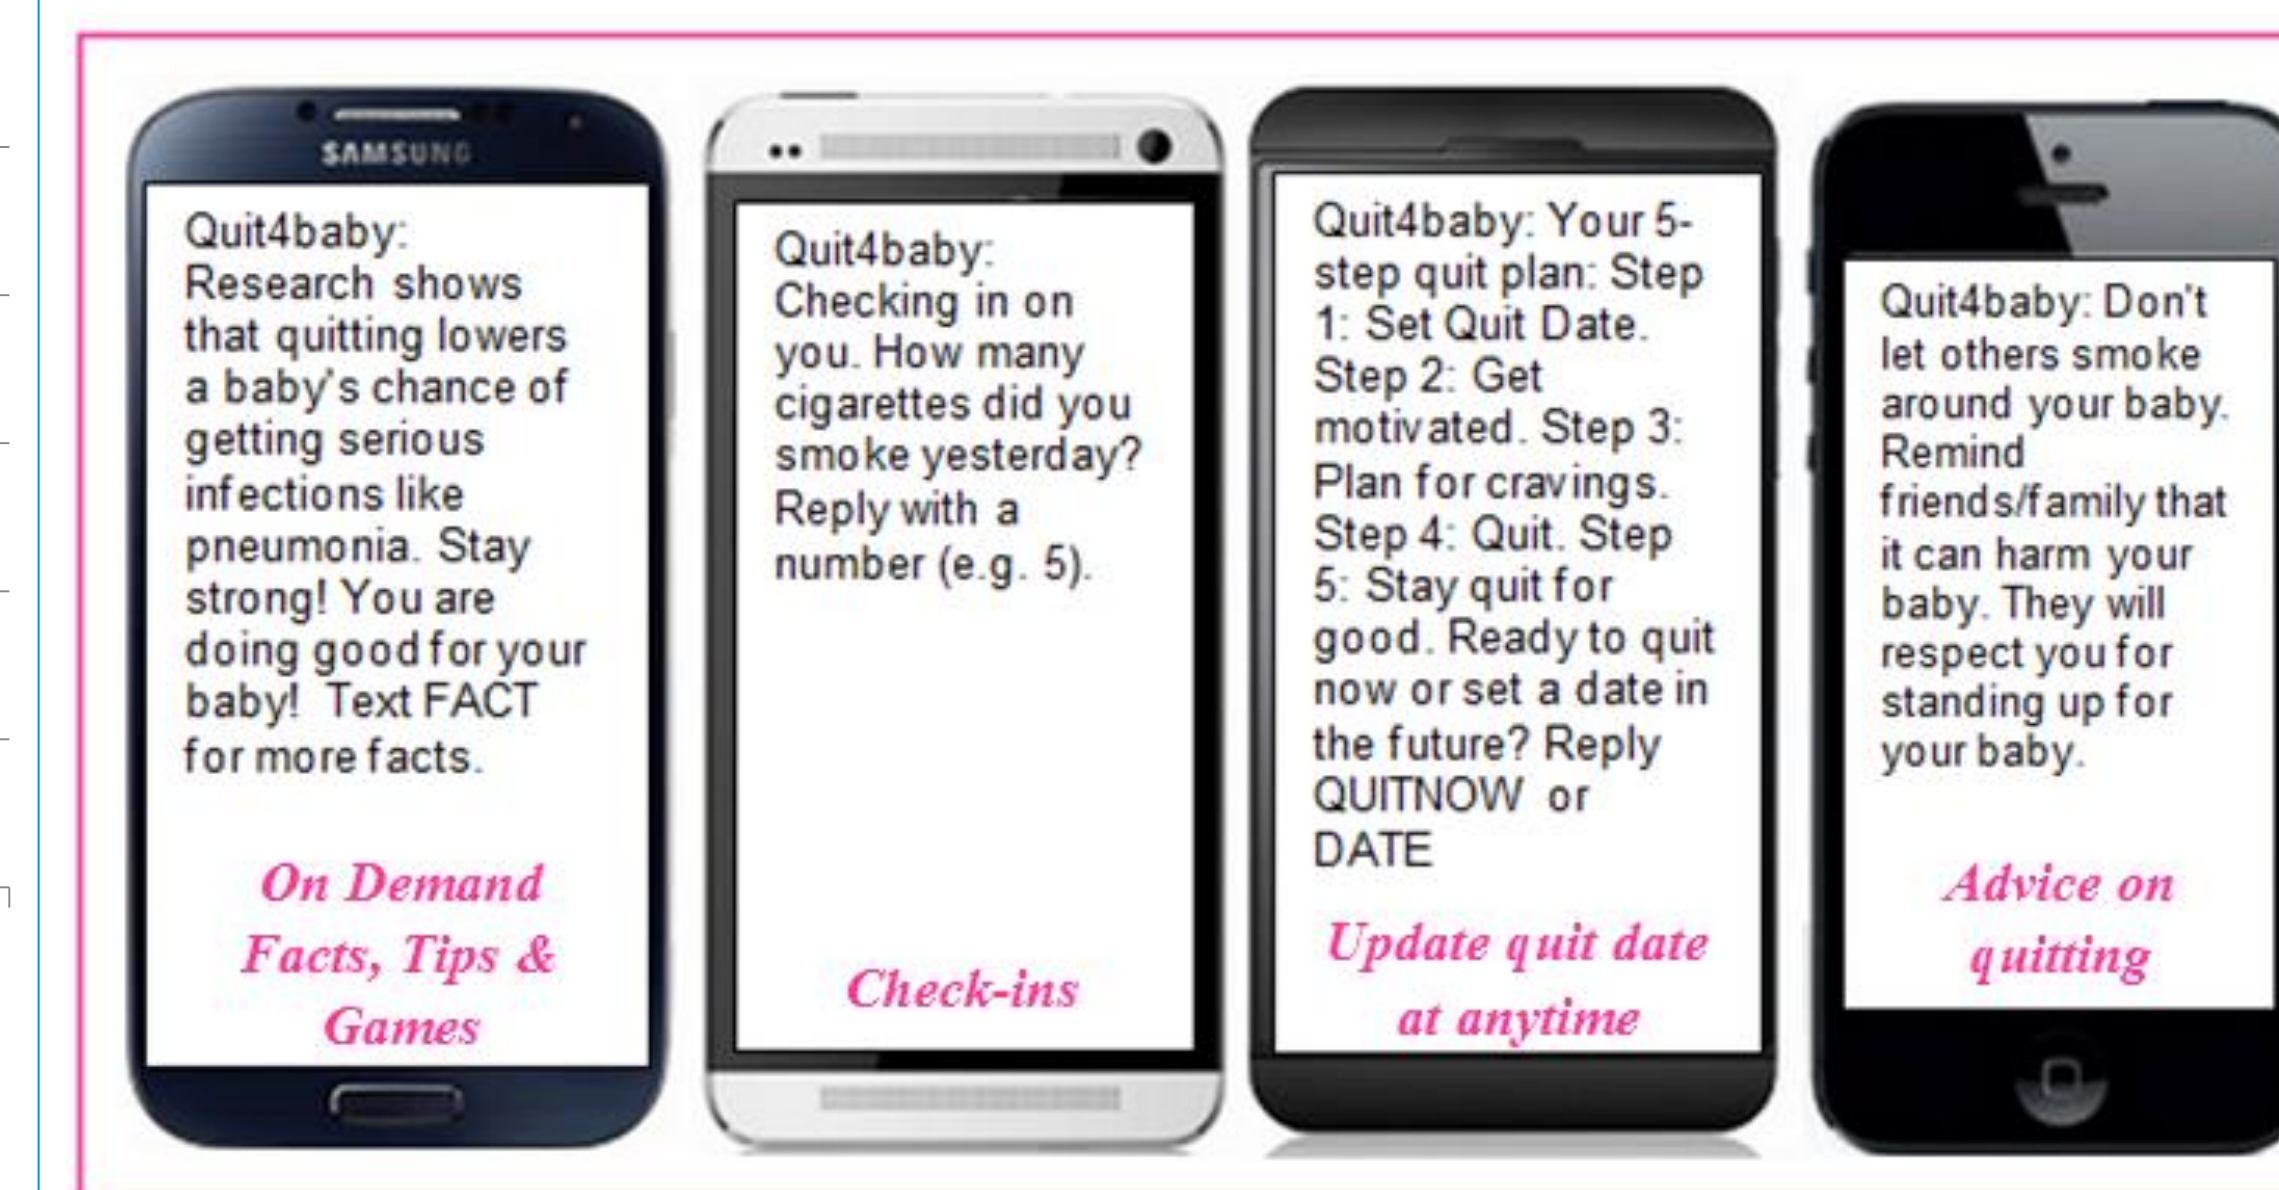 SAMSUNG
Quit4baby:
Research shows
that quitting lowers
a baby's chance of
getting serious
infections like
pneumonia. Stay
strong! You are
doing good for your
baby! Text FACT
for more facts.
On Demand
Facts, Tips &
Games
Quit4baby:
Checking in on
you. How many
cigarettes did you
smoke yesterday?
Reply with a
number (e.g. 5).
Check-ins
Quit4baby: Your 5-
step quit plan: Step
1: Set Quit Date.
Step 2: Get
motivated. Step 3:
Plan for cravings.
Step 4: Quit. Step
5: Stay quit for
good. Ready to quit
now or set a date in
the future? Reply
QUITNOW or
DATE
Update quit date
at anytime
Quit4baby: Don't
let others smoke
around your baby.
Remind
friends/family that
it can harm your
baby. They will
respect you for
standing up for
your baby.
Advice on
quitting